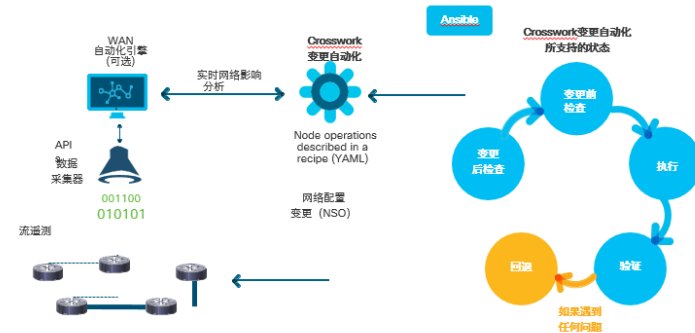 WAN
自动化引擎
(可选)
实时网络影响
分析
Crosswork
变更自动化
Ansible
Crosswork变更自动化
所支持的状态
变更前
检查
变更
后检查
执行
验证
回退
如果遇到
任何问题
Node operations
described in a
recipe (YAML)
API
数据
采集器
001100
010101
网络配置
变更（NSO）
流遥测